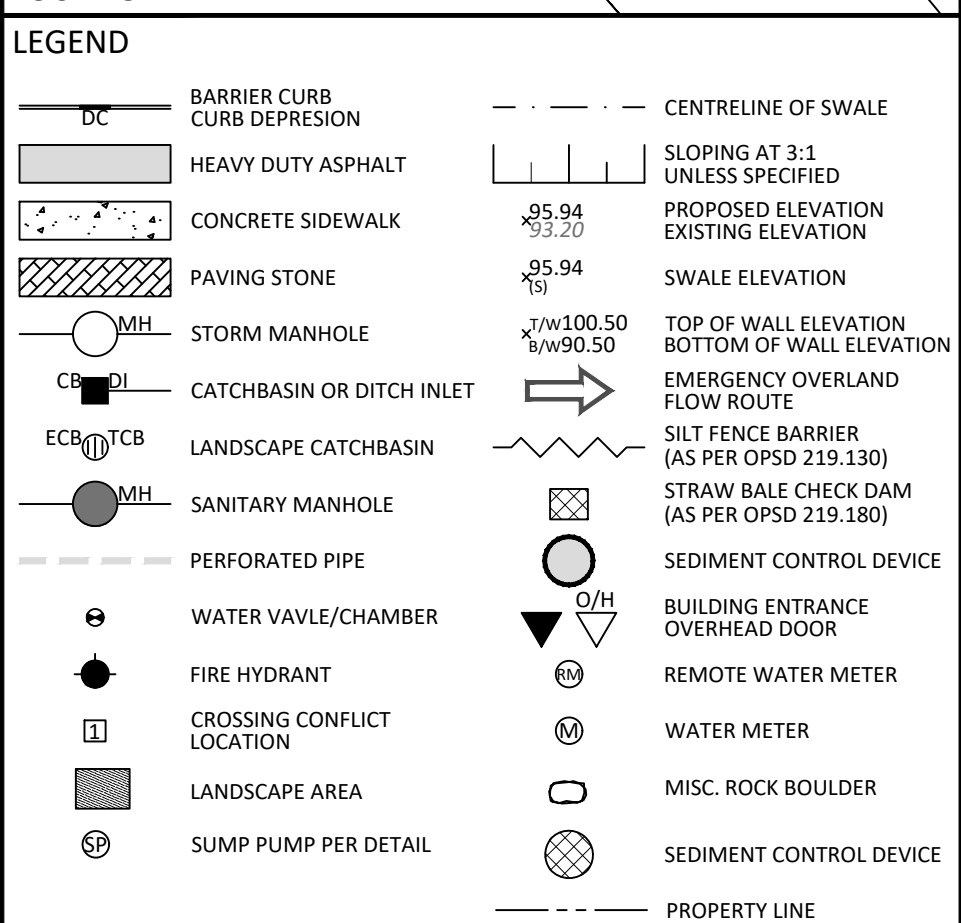 LEGEND
DC
BARRIER CURB
CURB DEPRESION
HEAVY DUTY ASPHALT
CONCRETE SIDEWALK
PAVING STONE
MH
STORM MANHOLE
CB DI
CATCHBASIN OR DITCH INLET
ECB TCB
LANDSCAPE CATCHBASIN
MH
SANITARY MANHOLE
PERFORATED PIPE
WATER VAVLE/CHAMBER
FIRE HYDRANT
1
CROSSING CONFLICT
LOCATION
LANDSCAPE AREA
SP
SUMP PUMP PER DETAIL
CENTRELINE OF SWALE
SLOPING AT 3:1
UNLESS SPECIFIED
×95.94
93.20
PROPOSED ELEVATION
EXISTING ELEVATION
×95.94
(S)
SWALE ELEVATION
×T/W100.50
B/W90.50
TOP OF WALL ELEVATION
BOTTOM OF WALL ELEVATION
EMERGENCY OVERLAND
FLOW ROUTE
SILT FENCE BARRIER
(AS PER OPSD 219.130)
STRAW BALE CHECK DAM
(AS PER OPSD 219.180)
SEDIMENT CONTROL DEVICE
O/H
BUILDING ENTRANCE
OVERHEAD DOOR
RM
REMOTE WATER METER
M
WATER METER
MISC. ROCK BOULDER
SEDIMENT CONTROL DEVICE
PROPERTY LINE